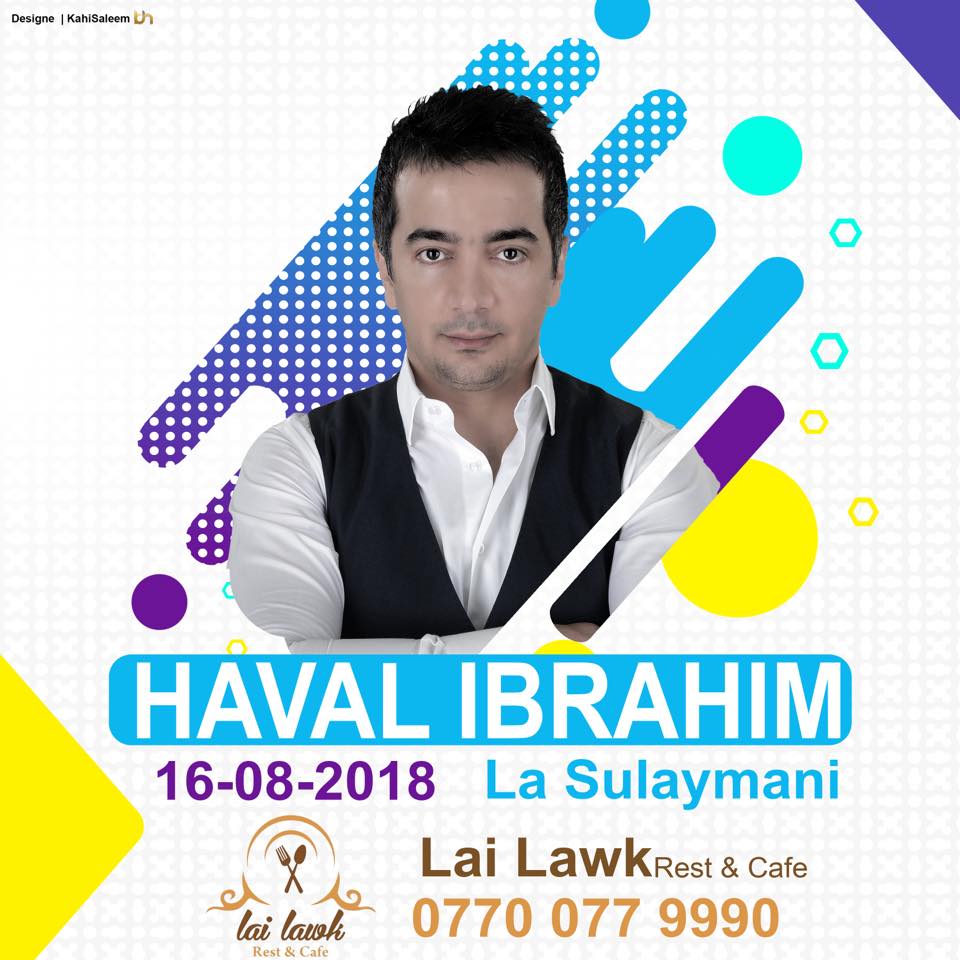 Designe | KahiSaleem
HAVAL IBRAHIM
16-08-2018 La Sulaymani
Lai Lawk Rest & Cafe
0770 077 9990
lai lawk
Rest & Cafe